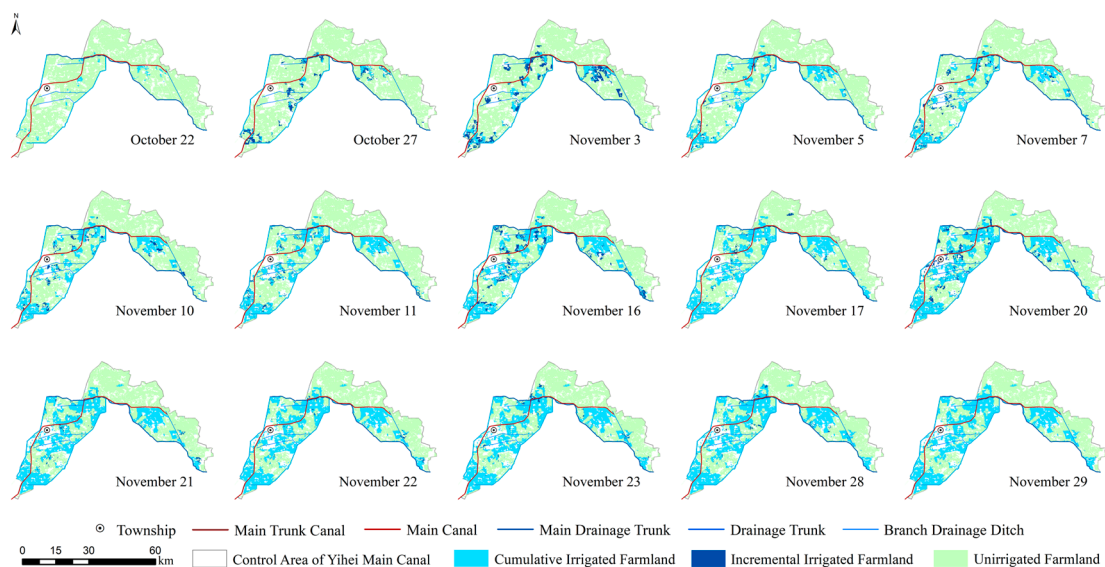 N
October 22
October 27
November 3
November 5
November 7
November 10
November 11
November 16
November 17
November 20
November 21
November 22
November 23
November 28
November 29
Township Main Trunk Canal Main Canal Main Drainage Trunk Drainage Trunk Branch Drainage Ditch
0 15 30 60
km
Control Area of Yihei Main Canal Cumulative Irrigated Farmland Incremental Irrigated Farmland Unirrigated Farmland